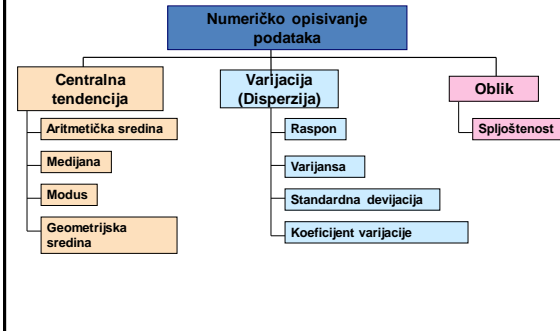 Numeričko opisivanje
podataka
Centralna
tendencija
Aritmetička sredina
Medijana
Modus
Geometrijska
sredina
Varijacija
(Disperzija)
Raspon
Varijansa
Standardna devijacija
Koeficijent varijacije
Oblik
Spljoštenost